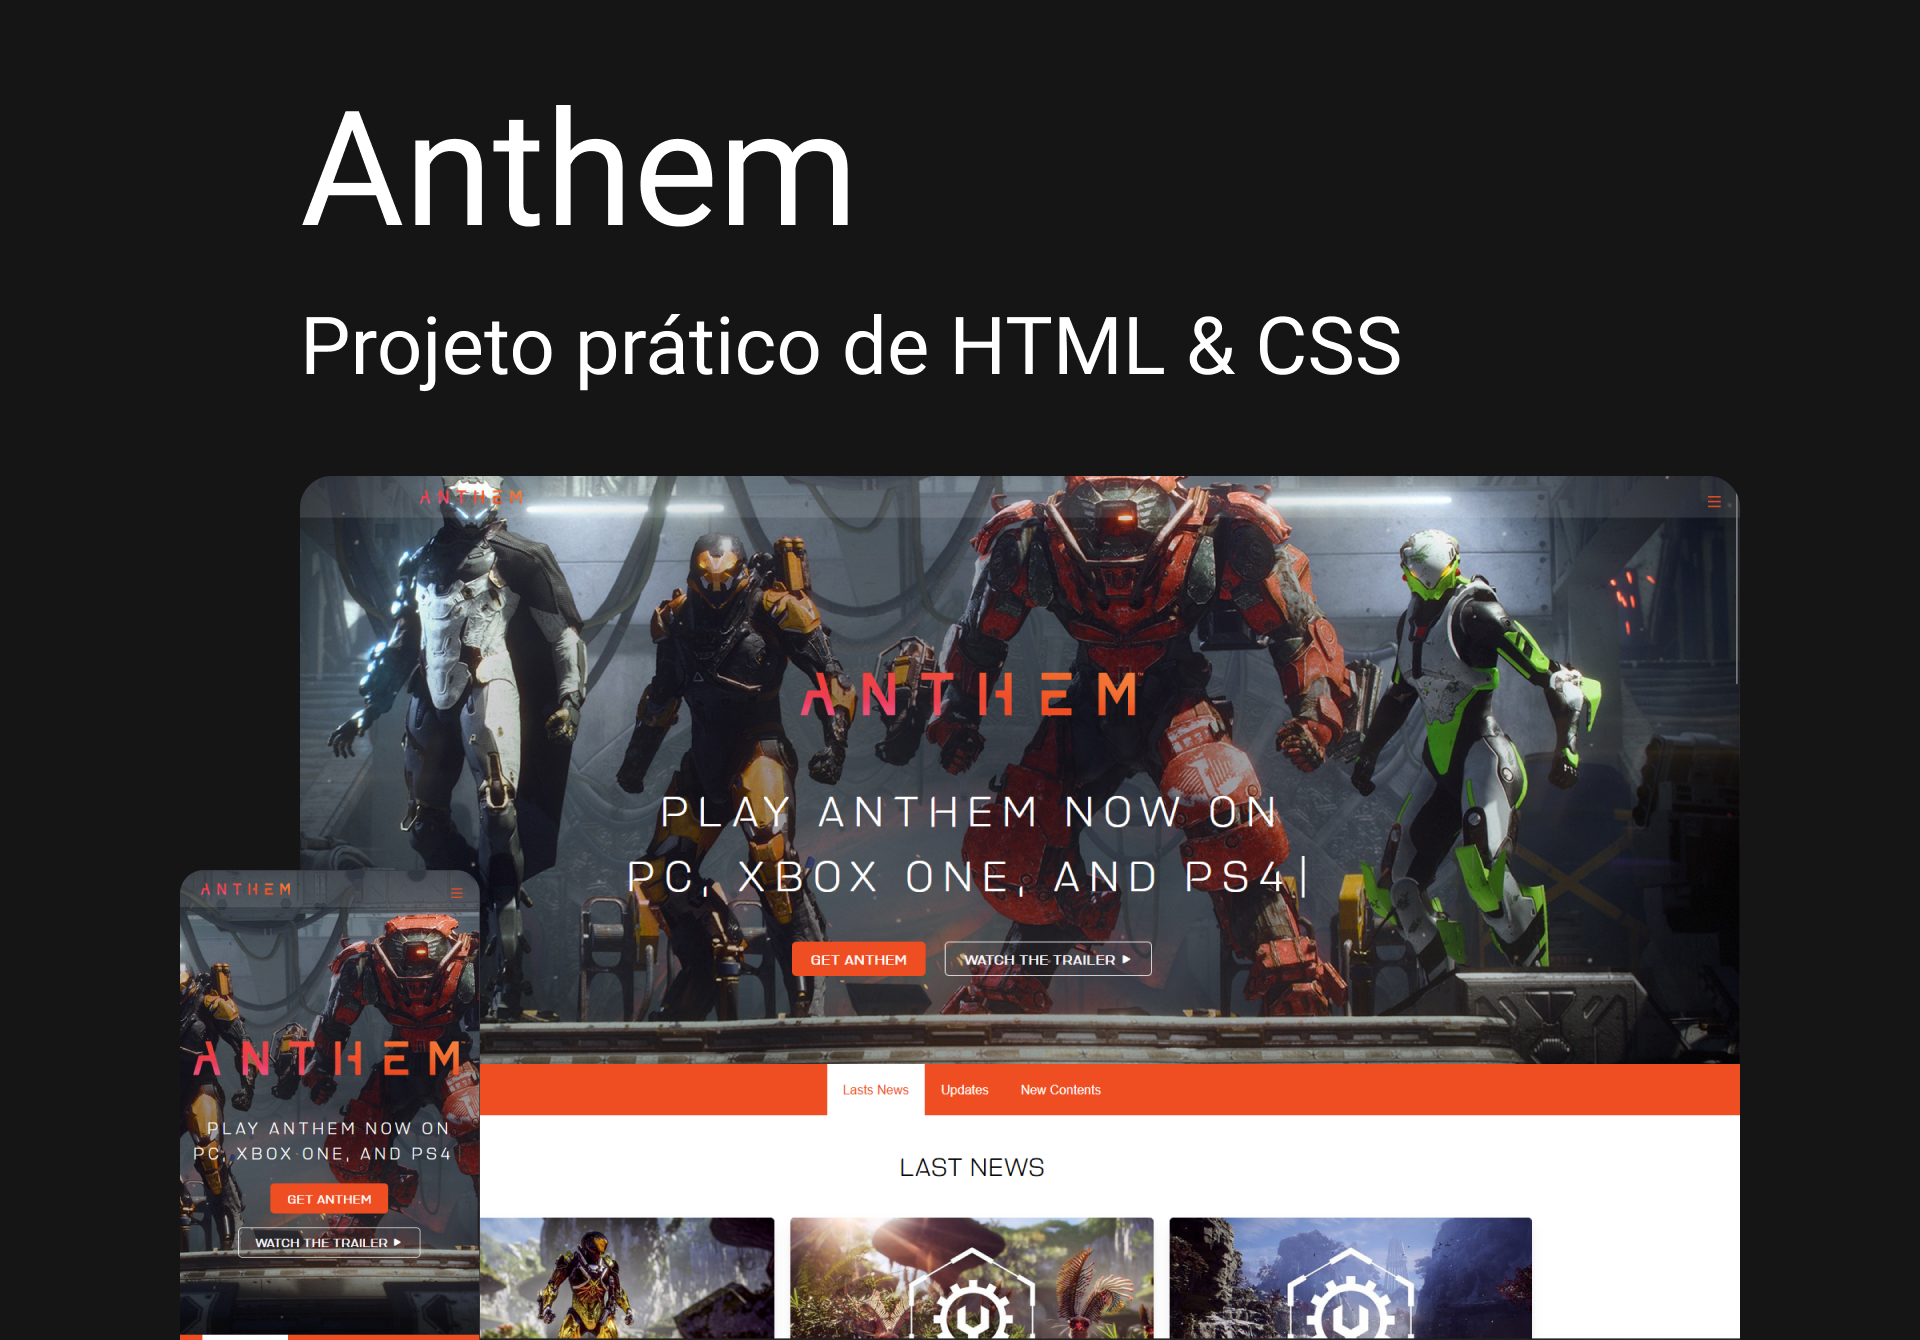 Anthem
Projeto prático de HTML & CSS
ANTHEM
ANTHEM
PLAY ANTHEM NOW ON
PC, XBOX ONE, AND PS4
GET ANTHEM
WATCH THE TRAILER
Lasts News
Updates
New Contents
LAST NEWS
ANTHEM
ANTHEM
PLAY ANTHEM NOW ON
PC, XBOX ONE, AND PS4
GET ANTHEM
WATCH THE TRAILER